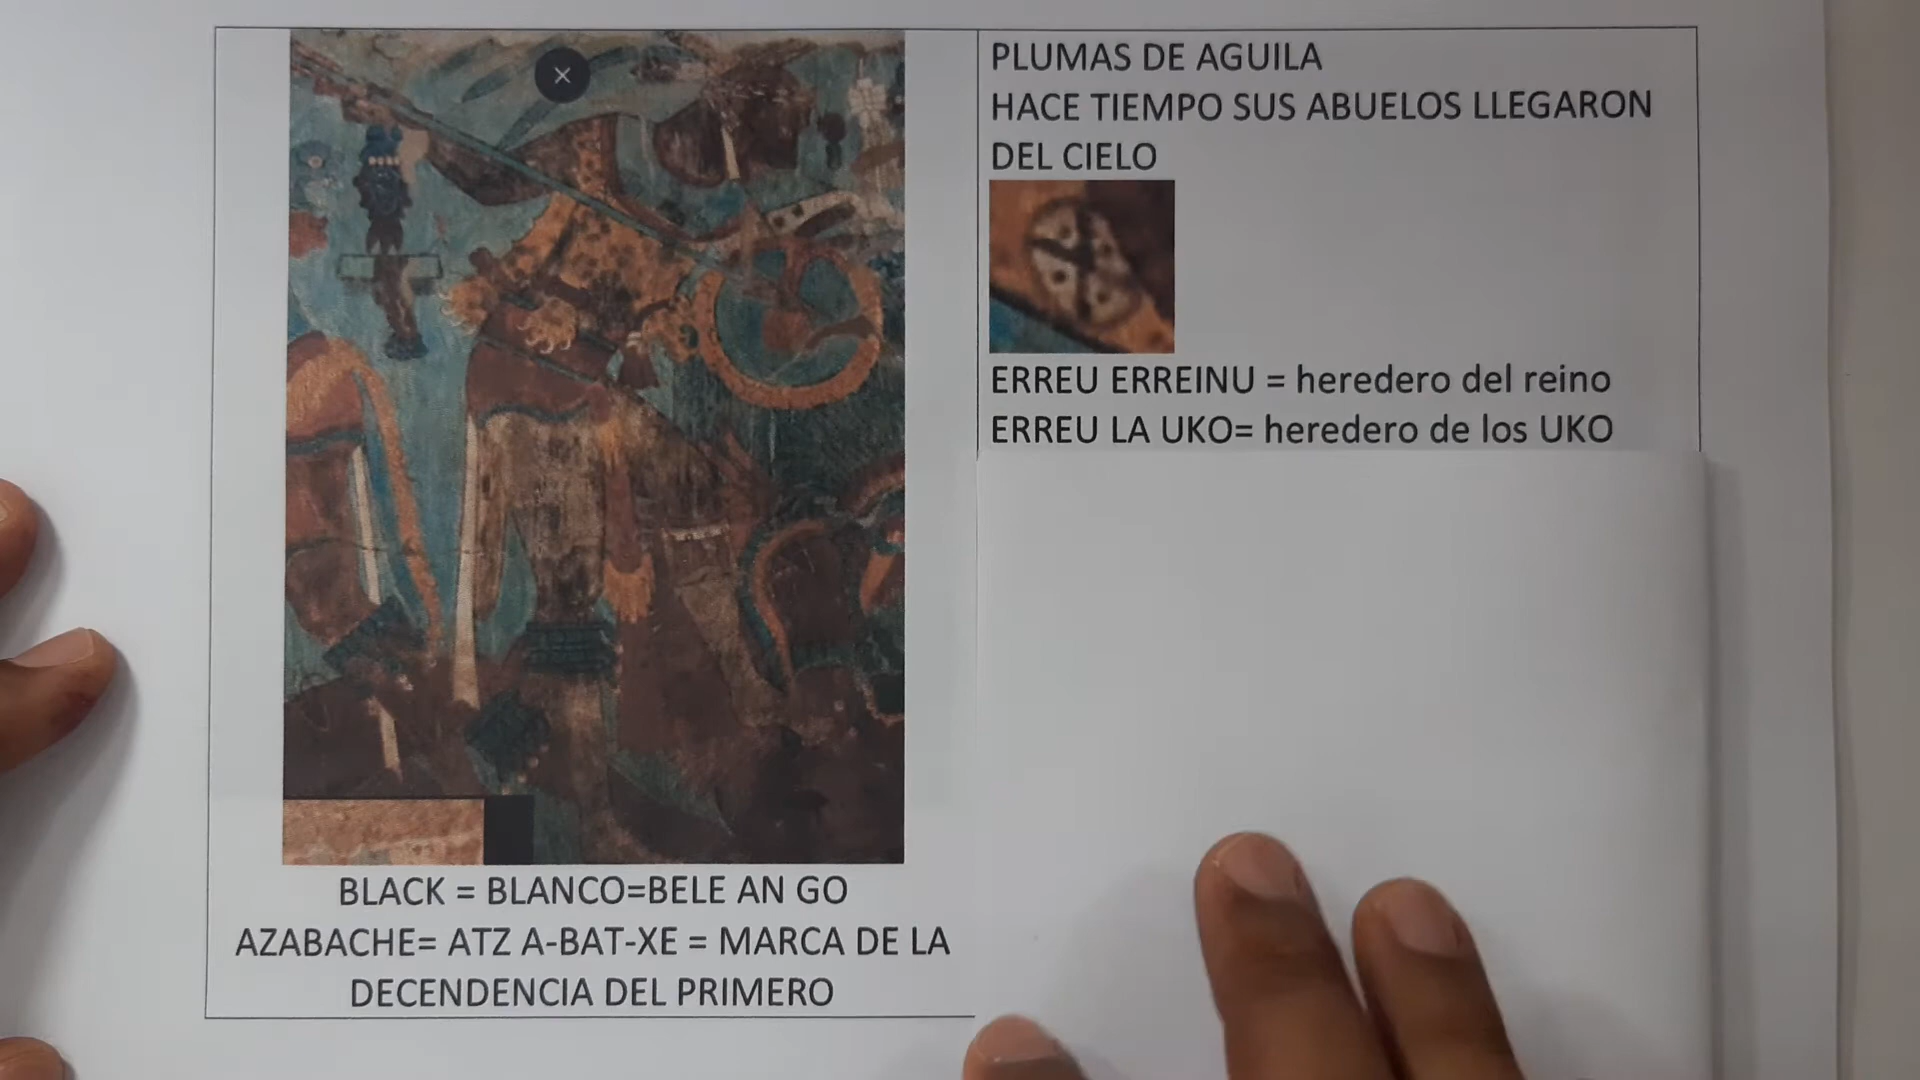 PLUMAS DE AGUILA
HACE TIEMPO SUS ABUELOS LLEGARON
DEL CIELO
ERREU ERREINU = heredero del reino
ERREU LA UKO= heredero de los UKO
BLACK = BLANCO=BELE AN GO
AZABACHE= ATZ A-BAT-XE = MARCA DE LA
DECENDENCIA DEL PRIMERO